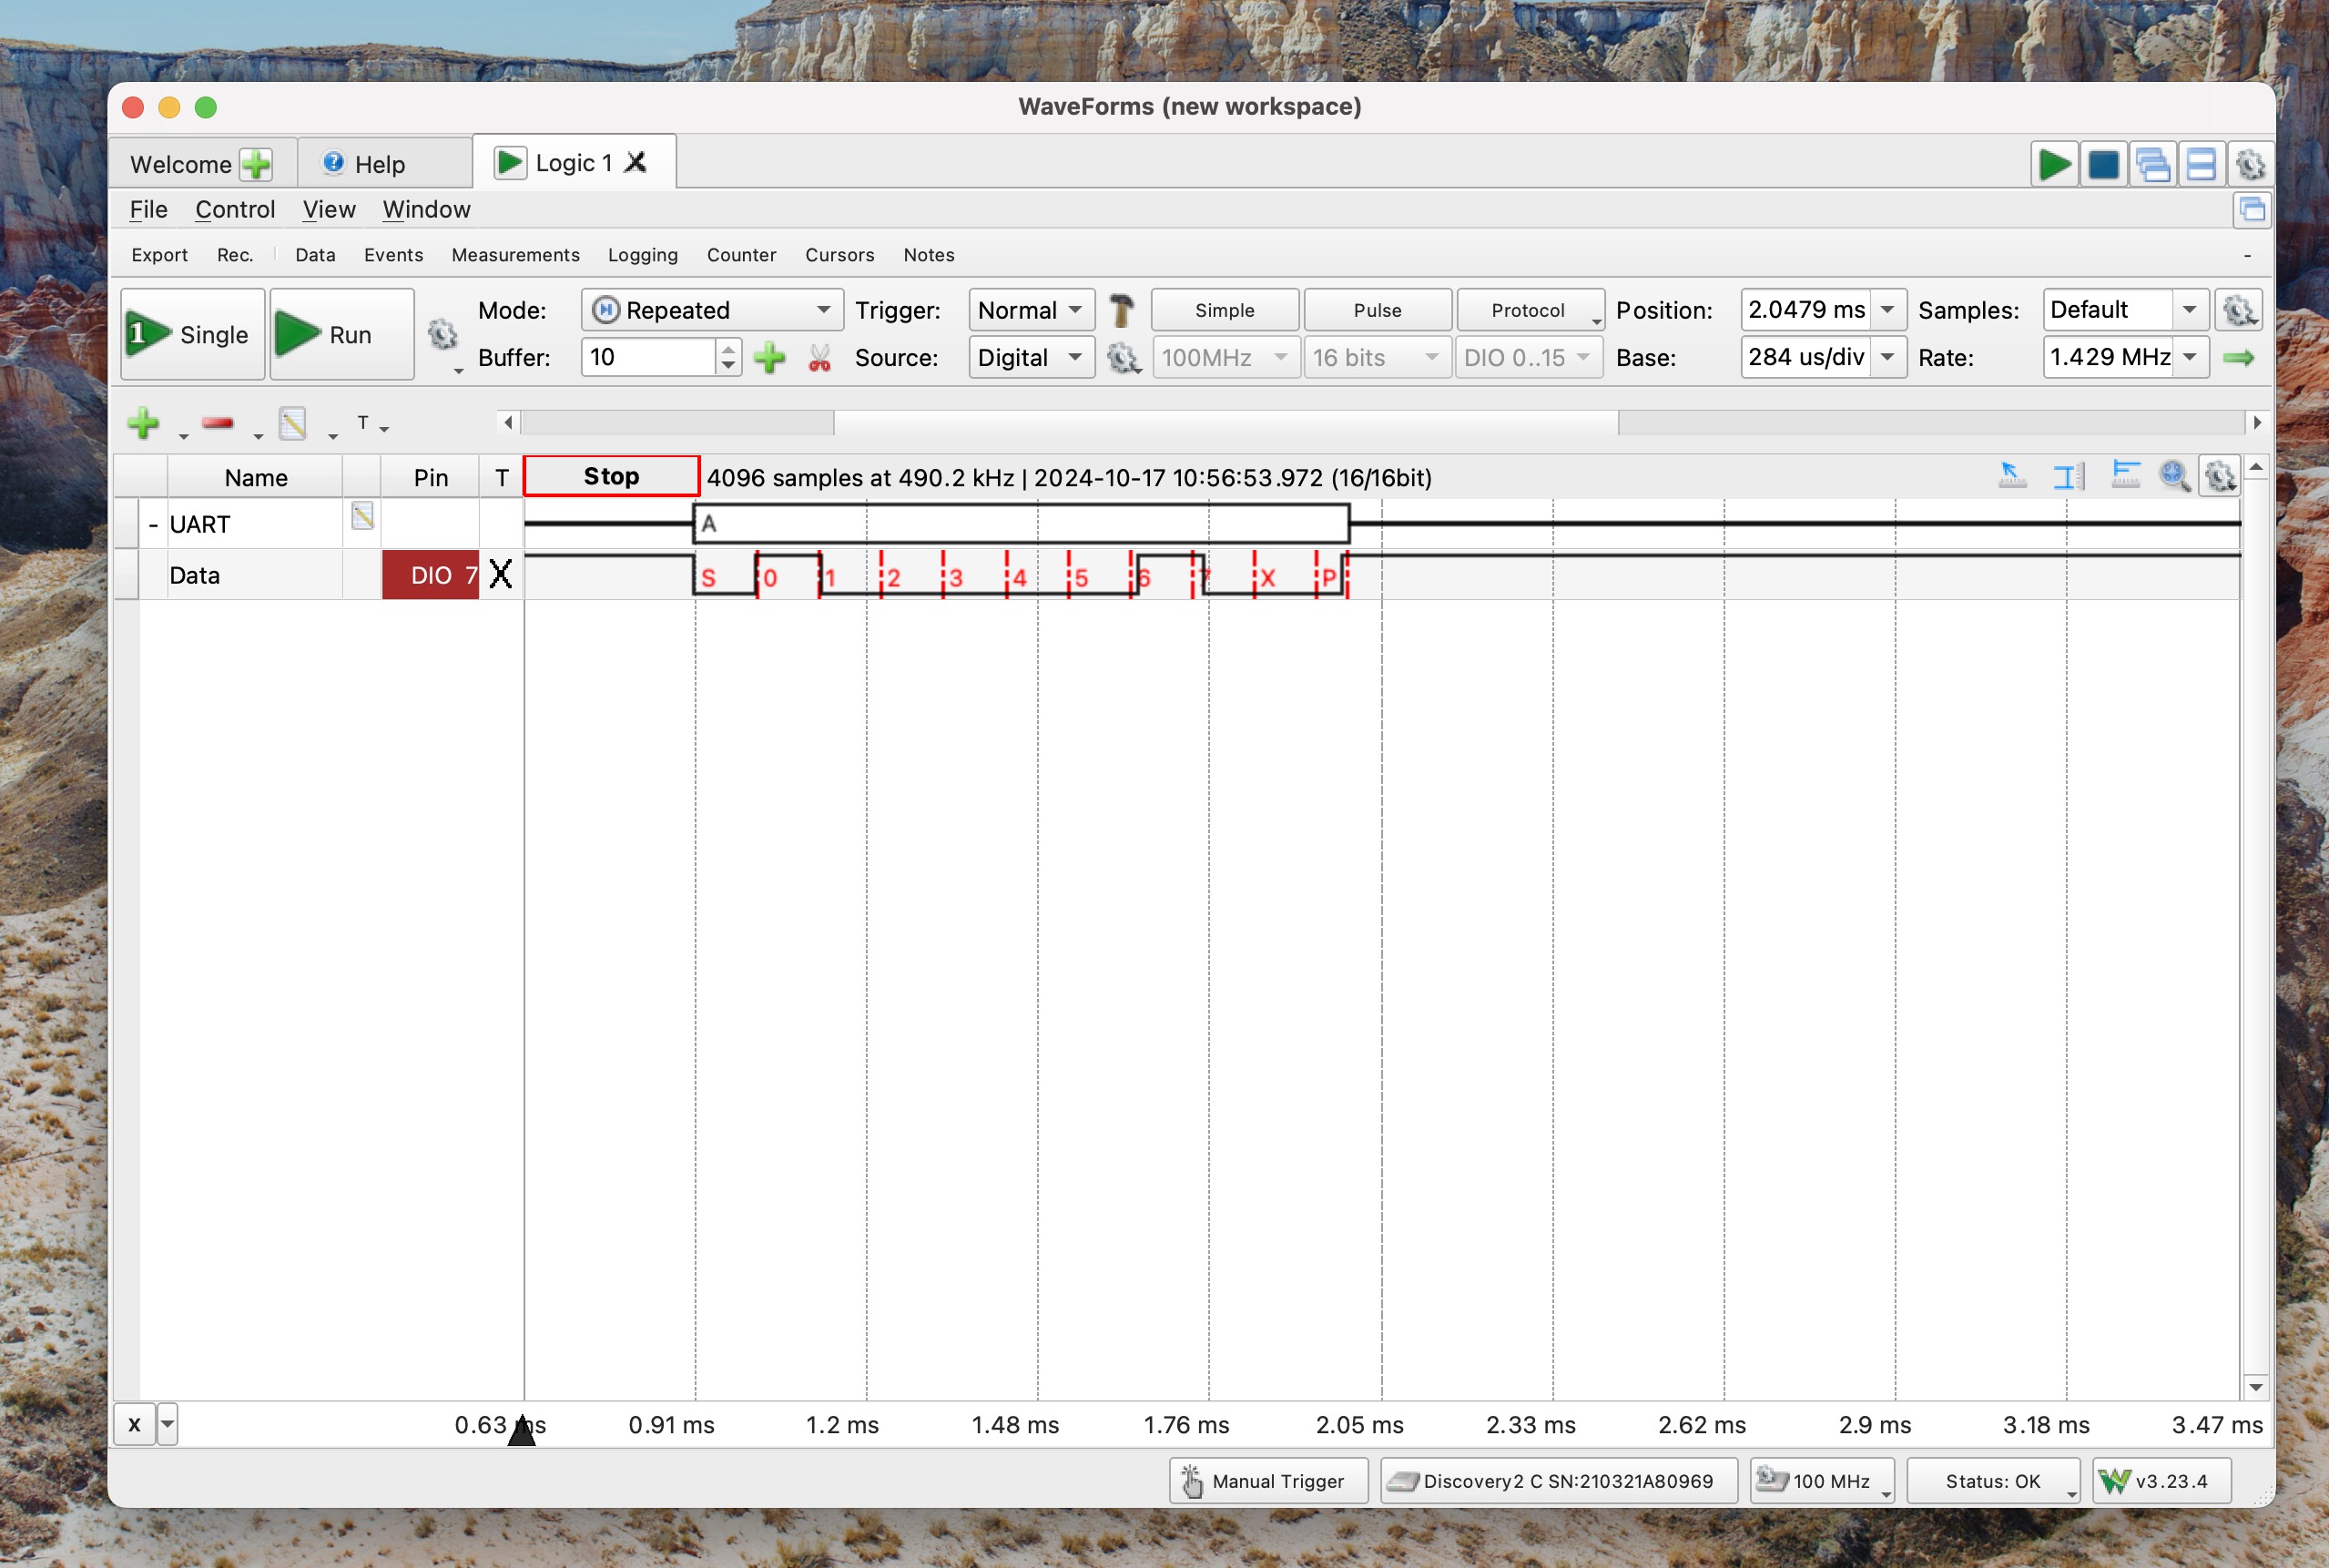 WaveForms (new workspace)
Welcome Help Logic 1
File Control View Window
Export Rec. Data Events Measurements Logging Counter Cursors Notes -
1 Single Run Mode: Repeated Trigger: Normal Simple Pulse Protocol Position: 2.0479 ms Samples: Default
Buffer: 10 Source: Digital 100MHz 16 bits DIO 0..15 Base: 284 us/div Rate: 1.429 MHz
T
Name Pin T Stop 4096 samples at 490.2 kHz | 2024-10-17 10:56:53.972 (16/16bit)
- UART A
Data DIO 7 X S 0 1 2 3 4 5 6 7 X P
X 0.63 ms 0.91 ms 1.2 ms 1.48 ms 1.76 ms 2.05 ms 2.33 ms 2.62 ms 2.9 ms 3.18 ms 3.47 ms
Manual Trigger Discovery2 C SN:210321A80969 100 MHz Status: OK v3.23.4